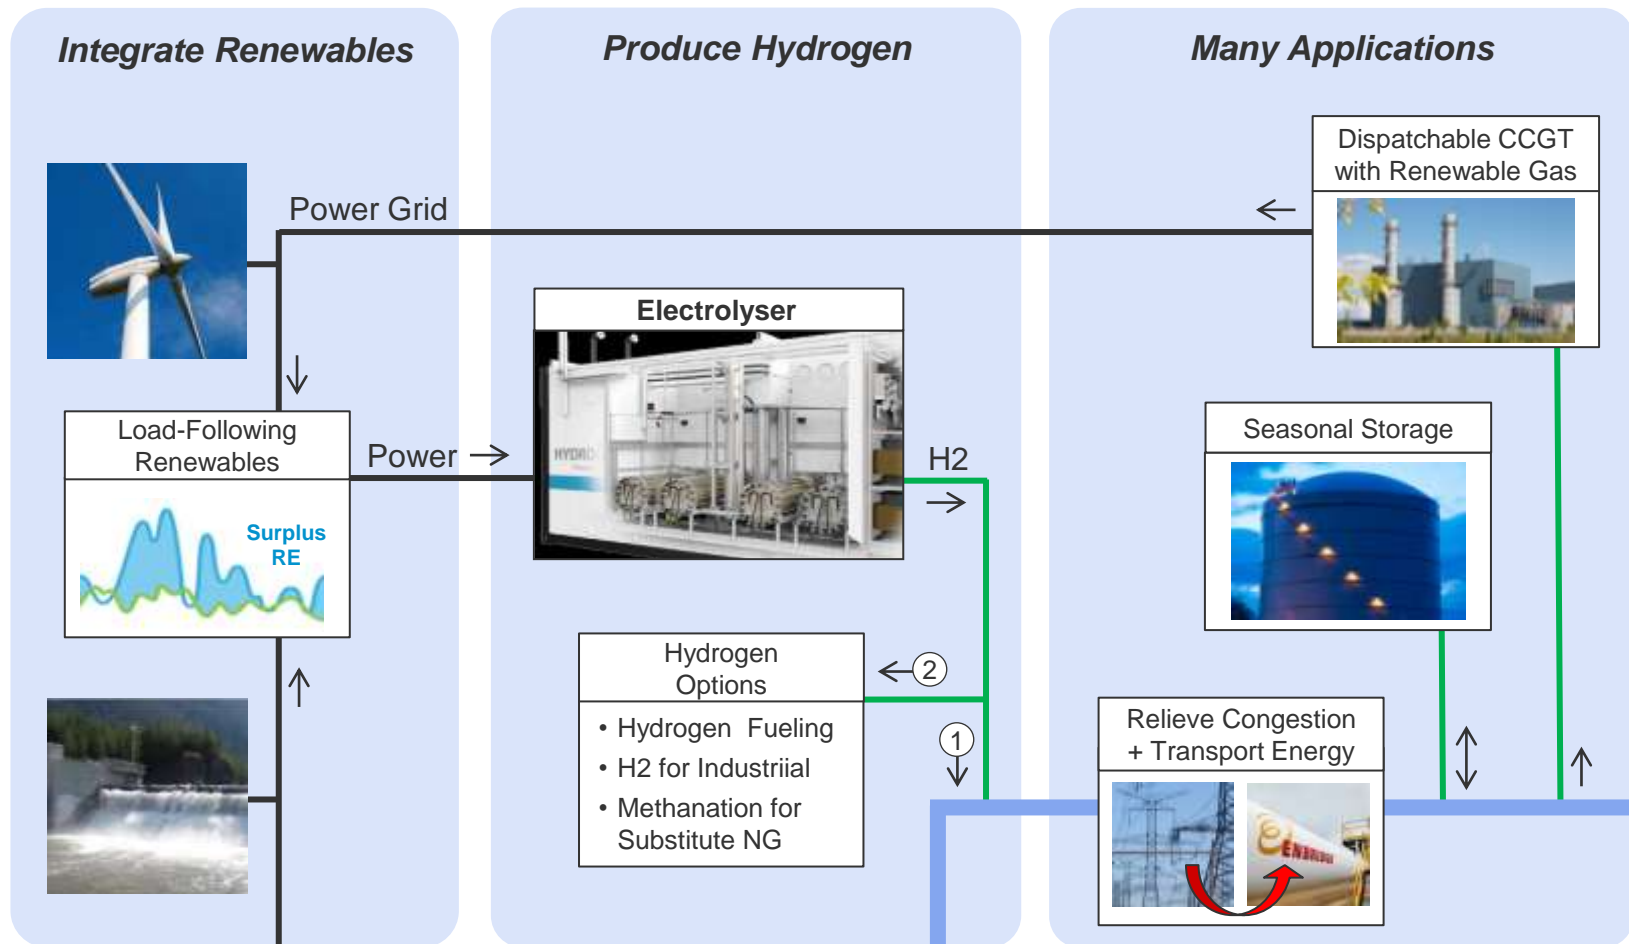 Integrate Renewables
Produce Hydrogen
Many Applications
Power Grid
Load-Following
Renewables
Surplus
RE
Power
Electrolyser
HYDRO
H2
Hydrogen
Options
• Hydrogen Fueling
• H2 for Industriial
• Methanation for
Substitute NG
2
1
Dispatchable CCGT
with Renewable Gas
Seasonal Storage
Relieve Congestion
+ Transport Energy
ENBRIDGE